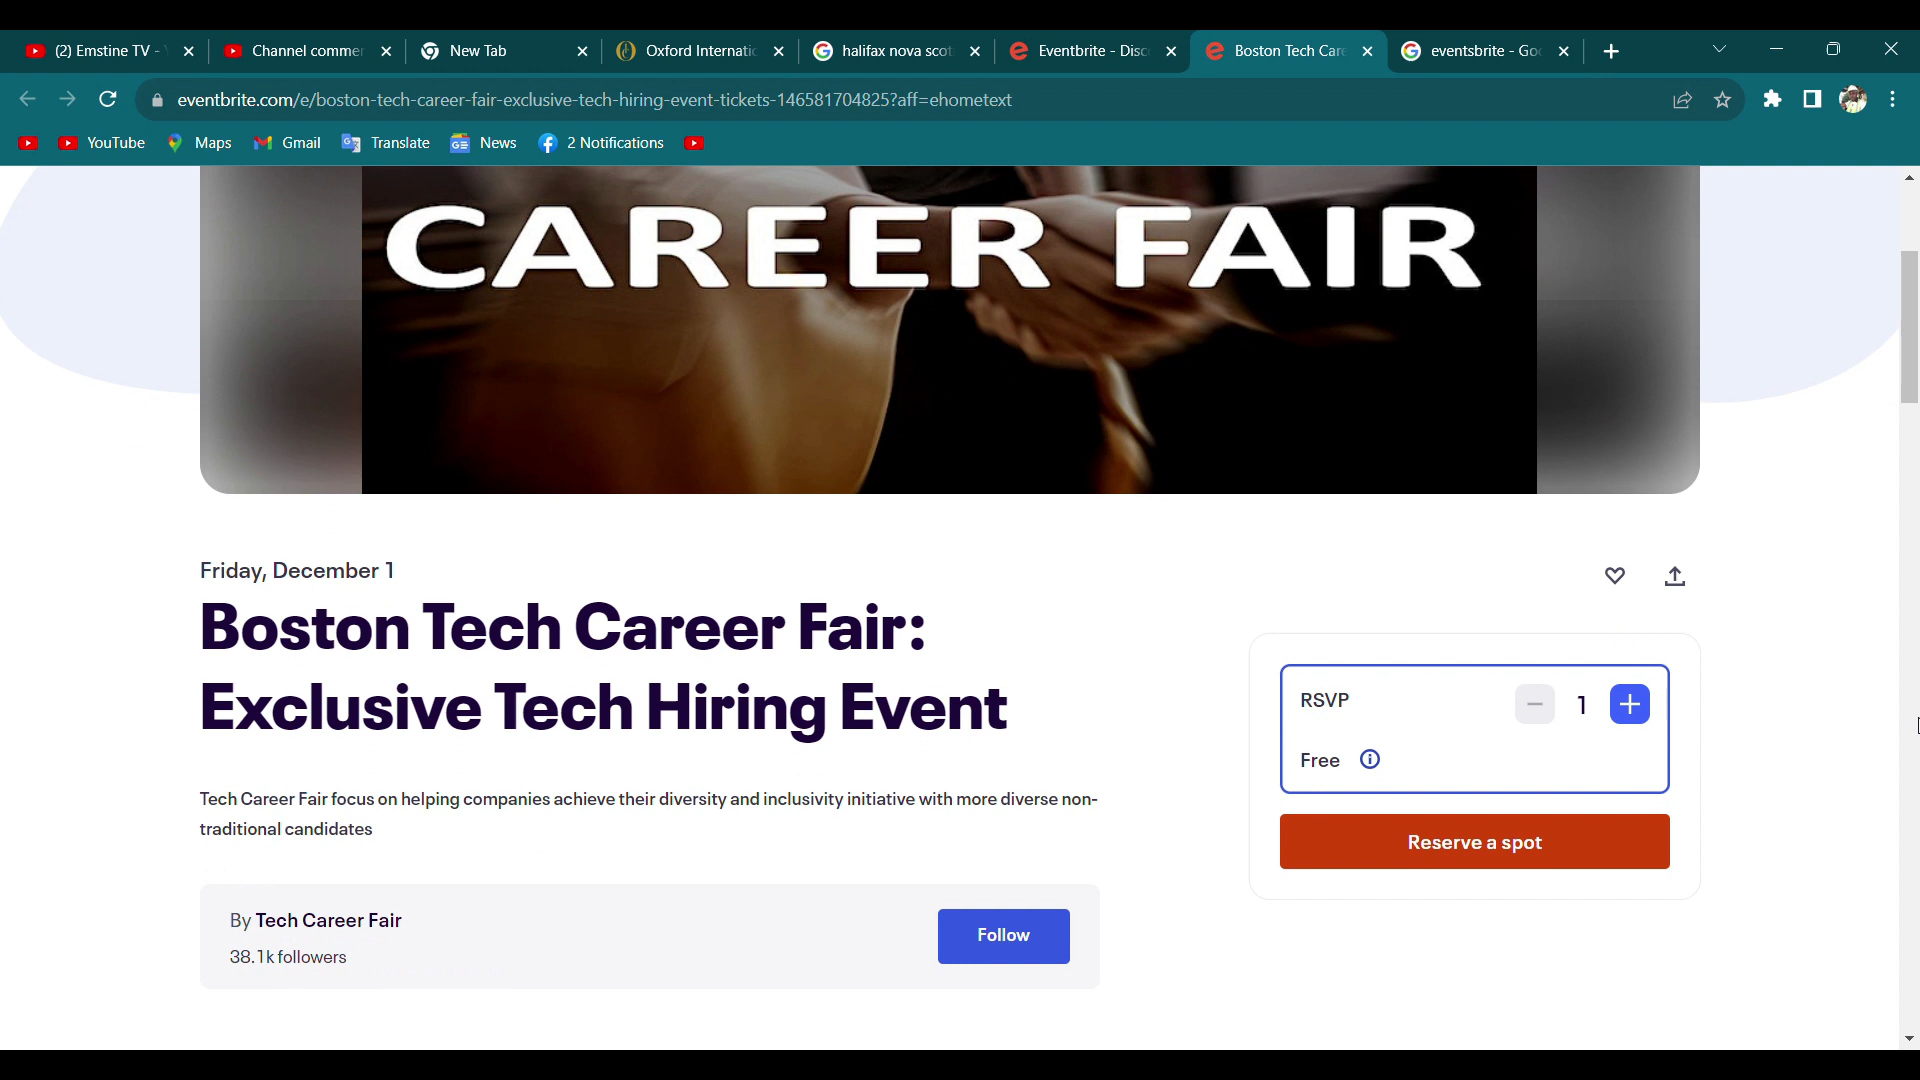 (2) Emstine TV -
Channel comme
New Tab
Oxford Internatio
halifax nova scot
Eventbrite - Disc
Boston Tech Care
eventsbrite - Go
eventbrite.com/e/boston-tech-career-fair-exclusive-tech-hiring-event-tickets-146581704825?aff=ehometext
YouTube
Maps
Gmail
Translate
News
2 Notifications
CAREER FAIR
Friday, December 1
Boston Tech Career Fair:
Exclusive Tech Hiring Event
RSVP
1
Free
Reserve a spot
Tech Career Fair focus on helping companies achieve their diversity and inclusivity initiative with more diverse non-
traditional candidates
By Tech Career Fair
38.1k followers
Follow